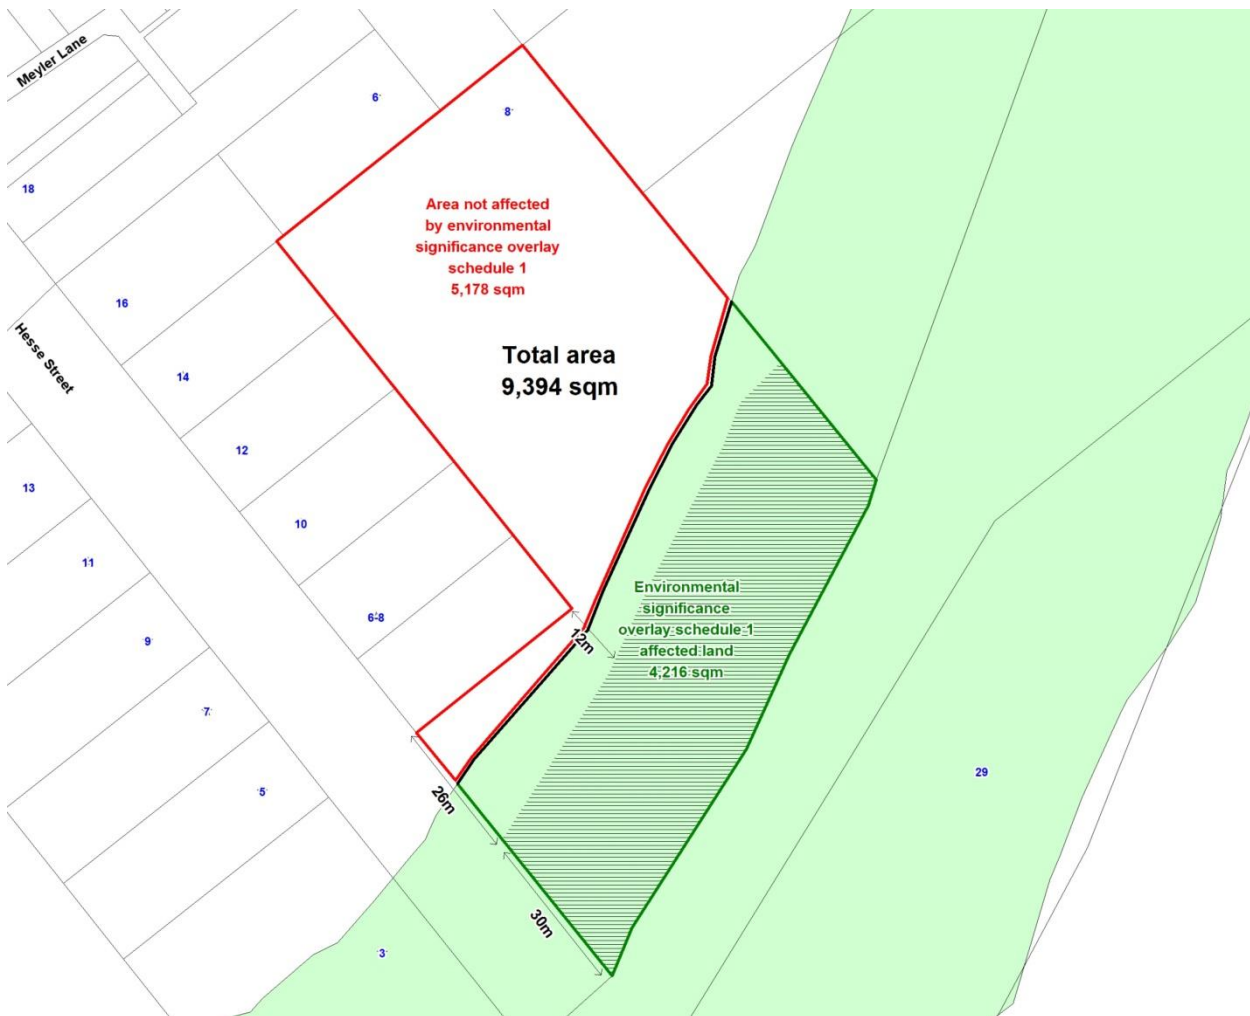 Meyler Lane
6
8
18
Area not affected
by environmental
significance overlay
schedule 1
5,178 sqm
16
Hesse Street
Total area
9,394 sqm
14
12
13
10
11
Environmental
significance
overlay schedule 1
affected land
4,216 sqm
6-8
12m
9
7
29
5
26m
30m
3